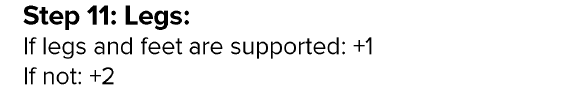 Step 11: Legs:
If legs and feet are supported: +1
If not: +2